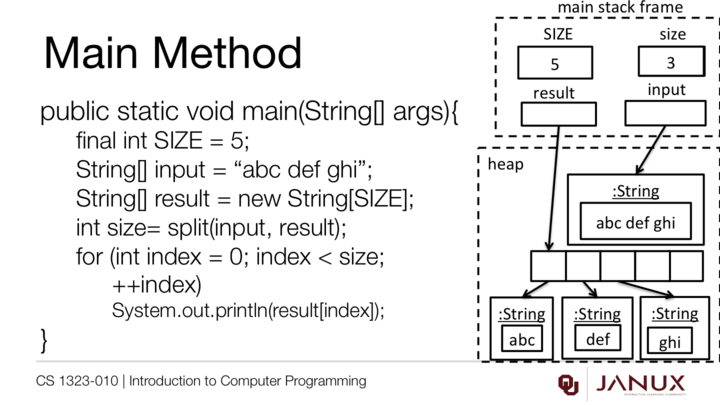 Main Method
public static void main(String[] args){
final int SIZE = 5;
String[] input = “abc def ghi”;
String[] result = new String[SIZE];
int size= split(input, result);
for (int index = 0; index < size;
++index)
System.out.println(result[index]);
}
main stack frame
SIZE size
5 3
result input
heap
:String
abc def ghi
:String :String :String
abc def ghi
CS 1323-010 | Introduction to Computer Programming
OU JANUX